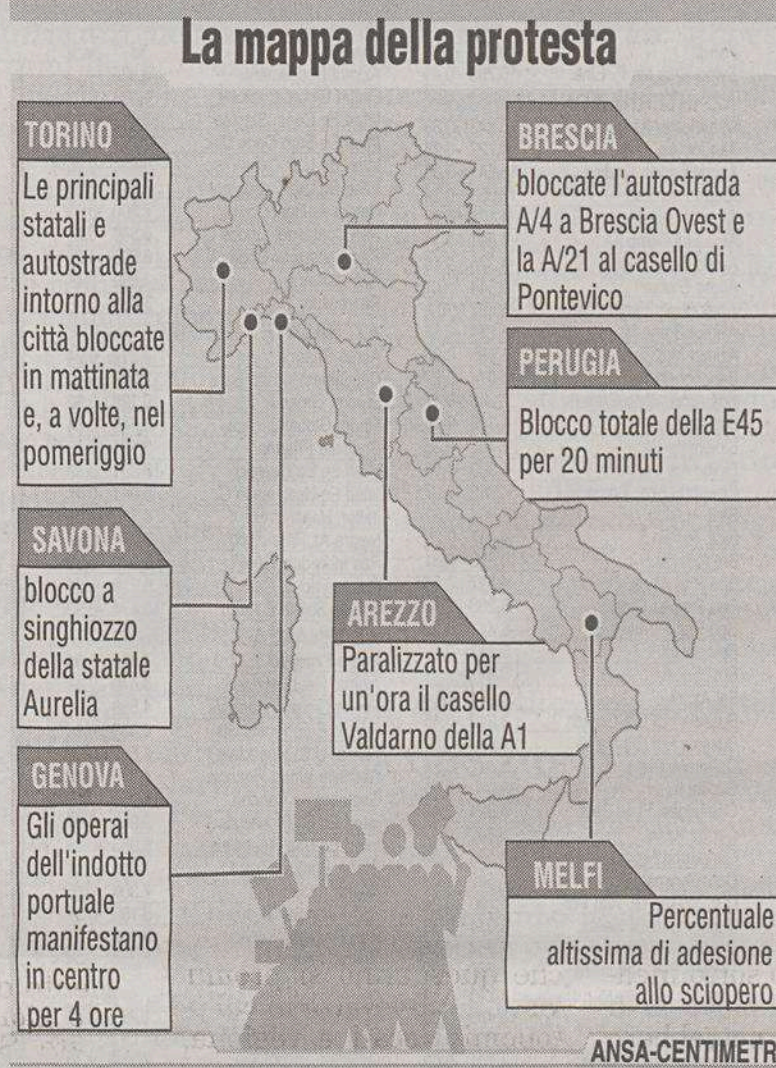 La mappa della protesta
TORINO
Le principali
statali e
autostrade
intorno alla
città bloccate
in mattinata
e, a volte, nel
pomeriggio
SAVONA
blocco a
singhiozzo
della statale
Aurelia
GENOVA
Gli operai
dell'indotto
portuale
manifestano
in centro
per 4 ore
BRESCIA
bloccate l'autostrada
A/4 a Brescia Ovest e
la A/21 al casello di
Pontevico
PERUGIA
Blocco totale della E45
per 20 minuti
AREZZO
Paralizzato per
un'ora il casello
Valdarno della A1
MELFI
Percentuale
altissima di adesione
allo sciopero
ANSA-CENTIMETR